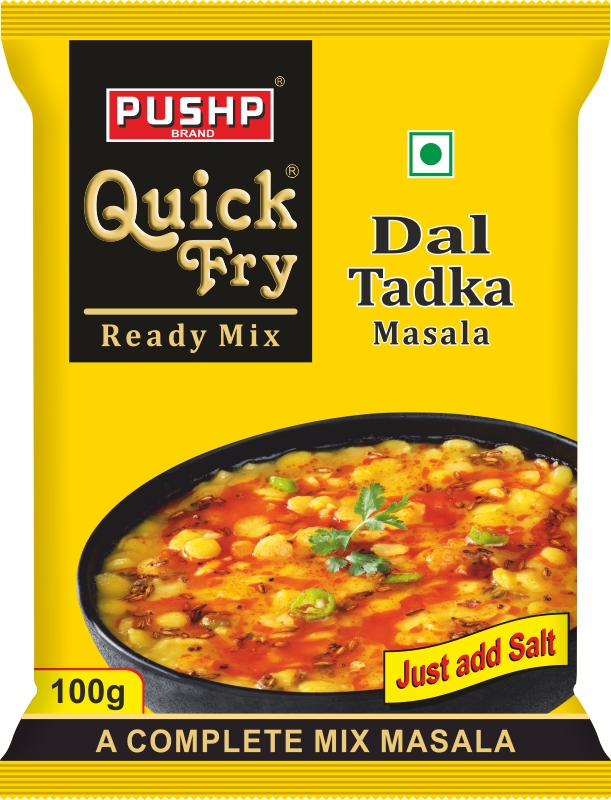 PUSHP ®
BRAND
Quick ®
Fry
Ready Mix
Dal
Tadka
Masala
Just add Salt
100g
A COMPLETE MIX MASALA